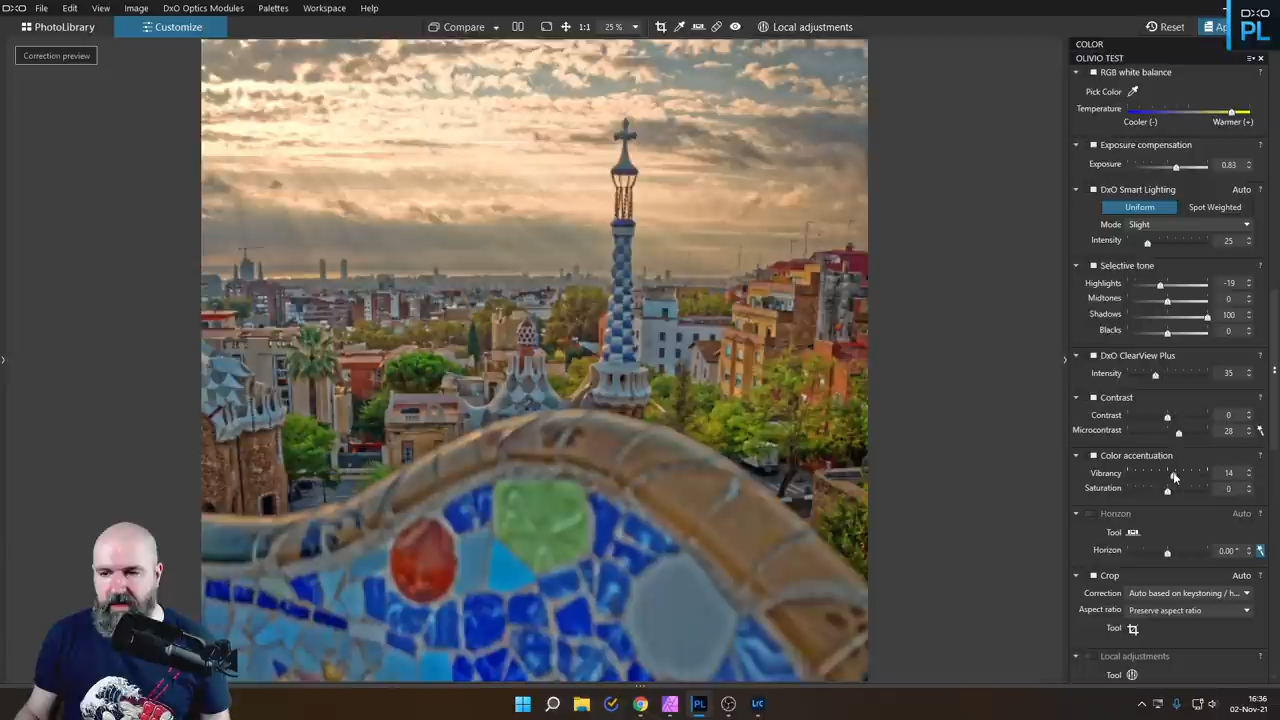 DXO File Edit View Image DxO Optics Modules Palettes Workspace Help
PhotoLibrary Customize Compare 1:1 25 % Local adjustments Reset
DXO
PL
Correction preview
COLOR
OLIVIO TEST
RGB white balance ?
Pick Color
Temperature
Cooler (-) Warmer (+)
Exposure compensation ?
Exposure 0.83
DxO Smart Lighting Auto ?
Uniform Spot Weighted
Mode Slight
Intensity 25
Selective tone ?
Highlights -19
Midtones 0
Shadows 100
Blacks 0
DxO ClearView Plus ?
Intensity 35
Contrast ?
Contrast 0
Microcontrast 28
Color accentuation ?
Vibrancy 14
Saturation 0
Horizon Auto ?
Tool
Horizon 0.00 °
Crop Auto ?
Correction Auto based on keystoning / h...
Aspect ratio Preserve aspect ratio
Tool
Local adjustments ?
Tool
PL LrC
16:36
02-Nov-21